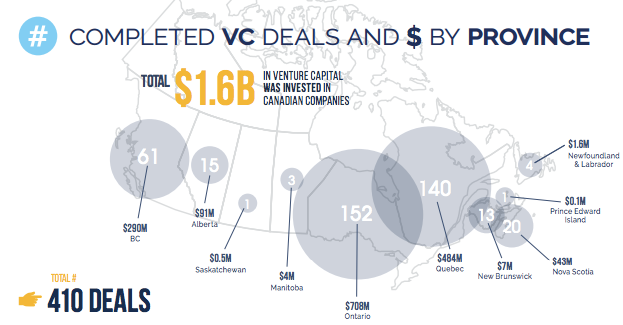 # COMPLETED VC DEALS AND $ BY PROVINCE
TOTAL $1.6B
IN VENTURE CAPITAL
WAS INVESTED IN
CANADIAN COMPANIES
61
$290M
BC
15
$91M
Alberta
1
$0.5M
Saskatchewan
3
$4M
Manitoba
152
$708M
Ontario
140
$484M
Quebec
13
$7M
New Brunswick
20
$43M
Nova Scotia
1
$0.1M
Prince Edward
Island
4
$1.6M
Newfoundland
& Labrador
TOTAL #
410 DEALS